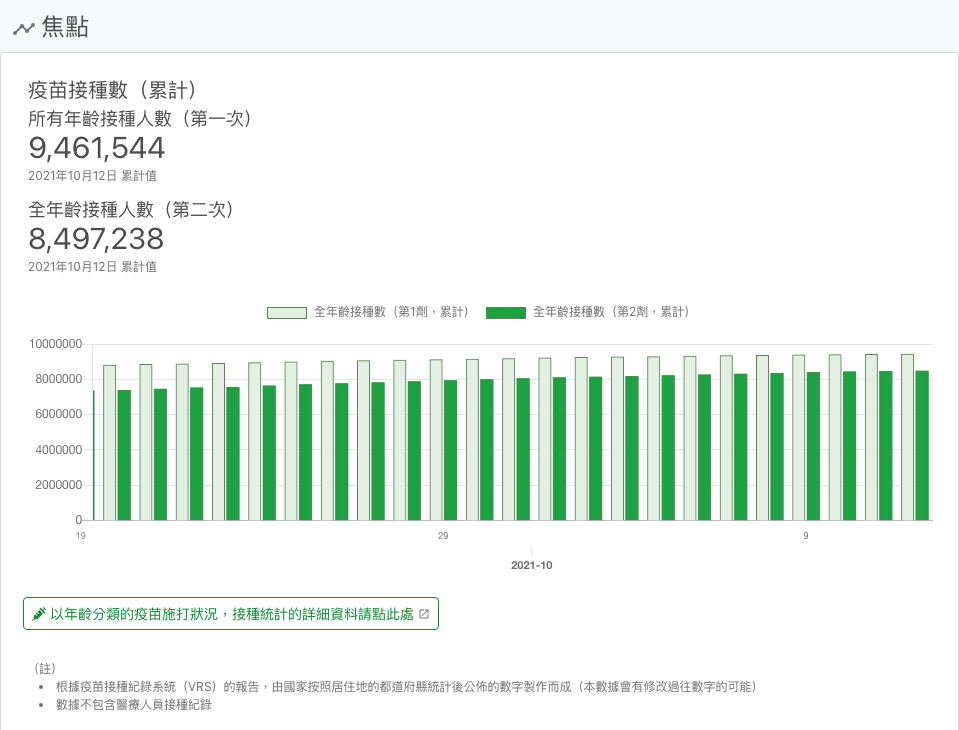 焦點
疫苗接種數（累計）
所有年齡接種人數（第一次）
9,461,544
2021年10月12日 累計值
全年齡接種人數（第二次）
8,497,238
2021年10月12日 累計值
全年齡接種數（第1劑，累計） 全年齡接種數（第2劑，累計）
10000000
8000000
6000000
4000000
2000000
0
19 29 9
2021-10
以年齡分類的疫苗施打狀況，接種統計的詳細資料請點此處
（註）
• 根據疫苗接種紀錄系統（VRS）的報告，由國家按照居住地的都道府縣統計後公佈的數字製作而成（本數據會有修改過往數字的可能）
• 數據不包含醫療人員接種紀錄